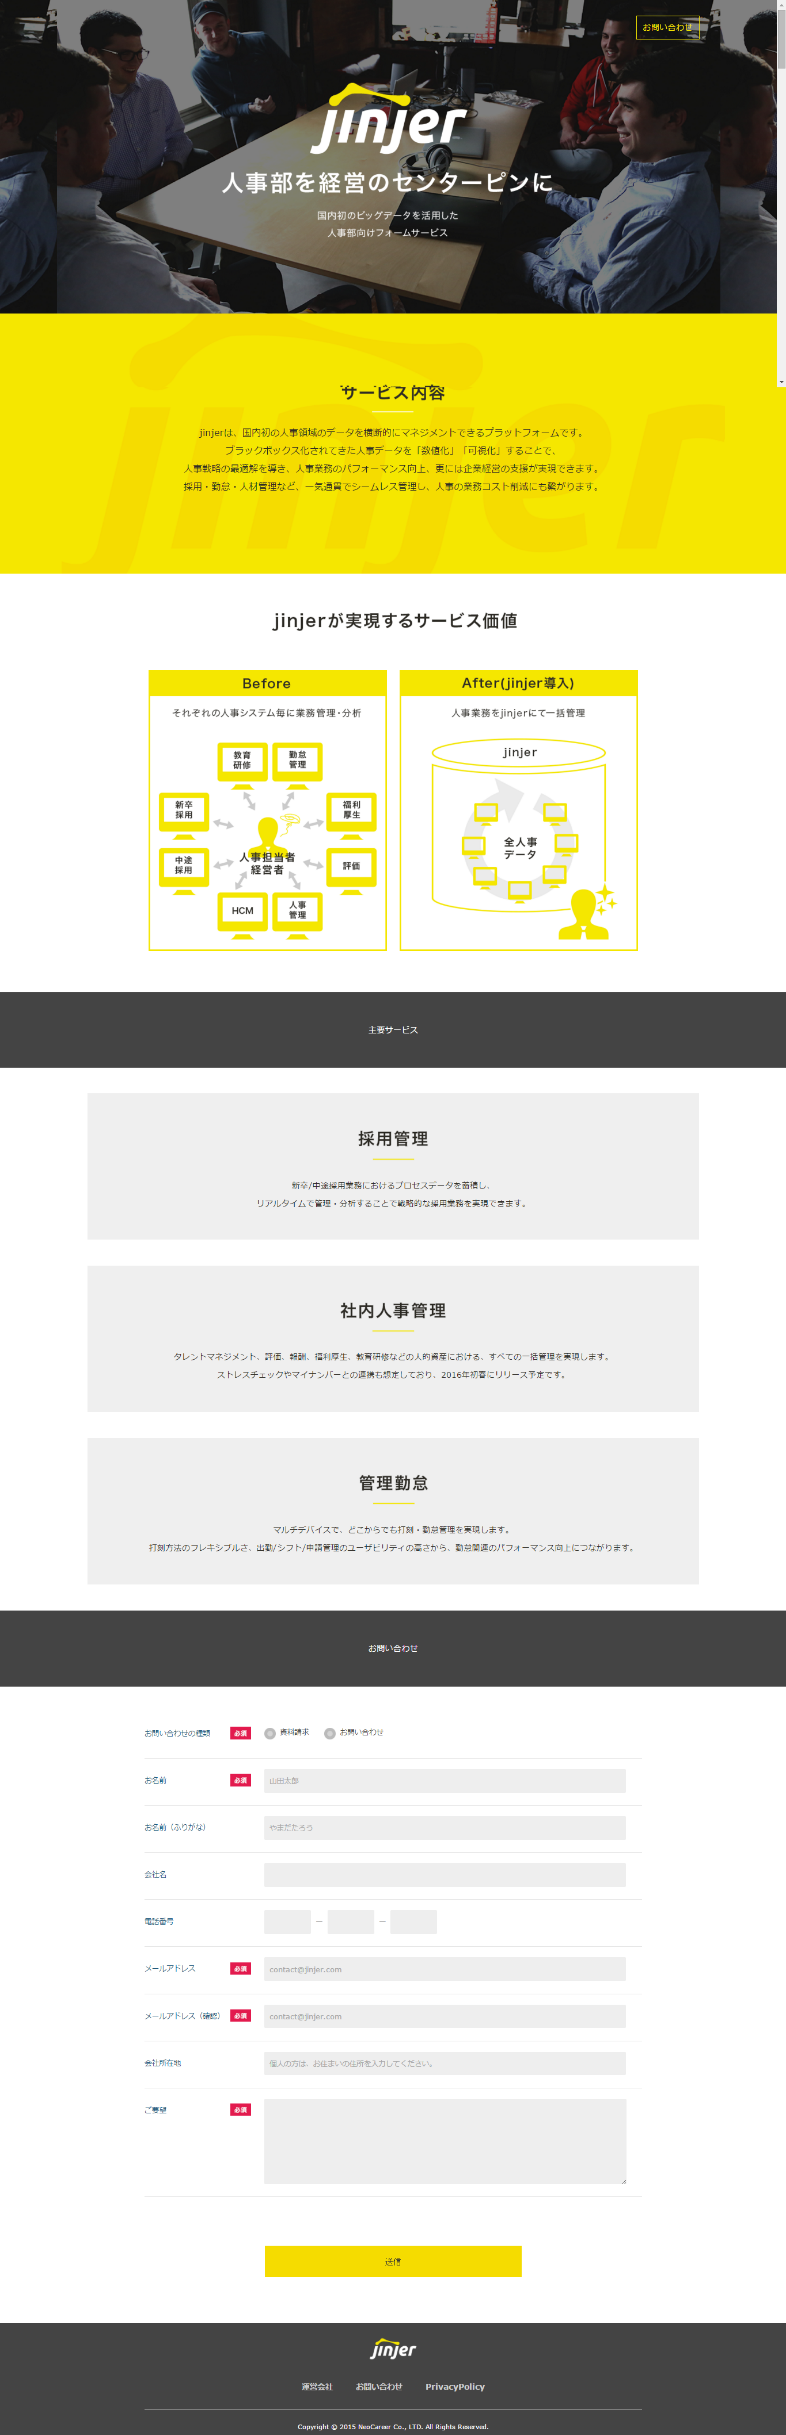 お問い合わせ
jinjer
人事部を経営のセンターピンに
国内初のビッグデータを活用した
人事部向けフォームサービス
サービス内容
jinjerは、国内初の人事領域のデータを横断的にマネジメントできるプラットフォームです。
ブラックボックス化されてきた人事データを「数値化」「可視化」することで、
人事戦略の最適解を導き、人事業務のパフォーマンス向上、更には企業経営の支援が実現できます。
採用・勤怠・人材管理など、一気通貫でシームレス管理し、人事の業務コスト削減にも繋がります。
jinjer
jinjerが実現するサービス価値
Before
それぞれの人事システム毎に業務管理・分析
教育
研修
勤怠
管理
新卒
採用
福利
厚生
人事担当者
経営者
中途
採用
評価
HCM
人事
管理
After(jinjer導入)
人事業務をjinjerにて一括管理
jinjer
全人事
データ
主要サービス
採用管理
新卒/中途採用業務におけるプロセスデータを蓄積し、
リアルタイムで管理・分析することで戦略的な採用業務を実現できます。
社内人事管理
タレントマネジメント、評価、報酬、福利厚生、教育研修などの人的資産における、すべての一括管理を実現します。
ストレスチェックやマイナンバーとの連携も想定しており、2016年初春にリリース予定です。
管理勤怠
マルチデバイスで、どこからでも打刻・勤怠管理を実現します。
打刻方法のフレキシブルさ、出勤/シフト/申請管理のユーザビリティの高さから、勤怠関連のパフォーマンス向上につながります。
お問い合わせ
お問い合わせの種類 必須 資料請求 お問い合わせ
お名前 必須 山田太郎
お名前（ふりがな） やまだたろう
会社名
電話番号 － －
メールアドレス 必須 contact@jinjer.com
メールアドレス（確認） 必須 contact@jinjer.com
会社所在地 個人の方は、お住まいの住所を入力してください。
ご要望 必須
送信
jinjer
運営会社 お問い合わせ PrivacyPolicy
Copyright © 2015 NeoCareer Co., LTD. All Rights Reserved.